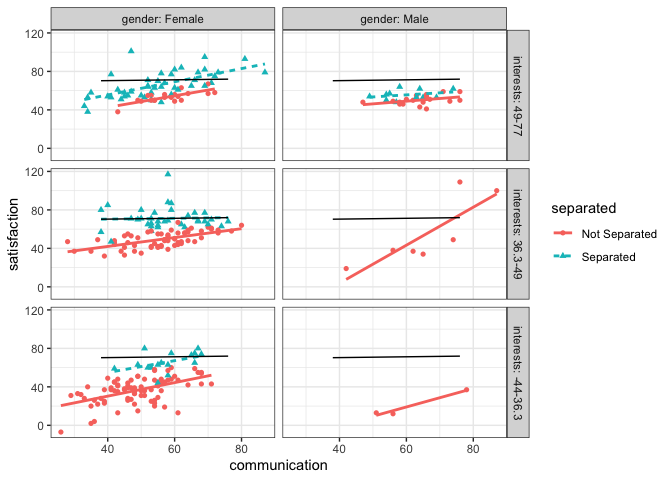 gender: Female
gender: Male
120
80
40
0
interests: 49-77
120
80
40
0
interests: 36.3-49
120
80
40
0
interests: -44-36.3
40 60 80
40 60 80
communication
satisfaction
separated
Not Separated
Separated